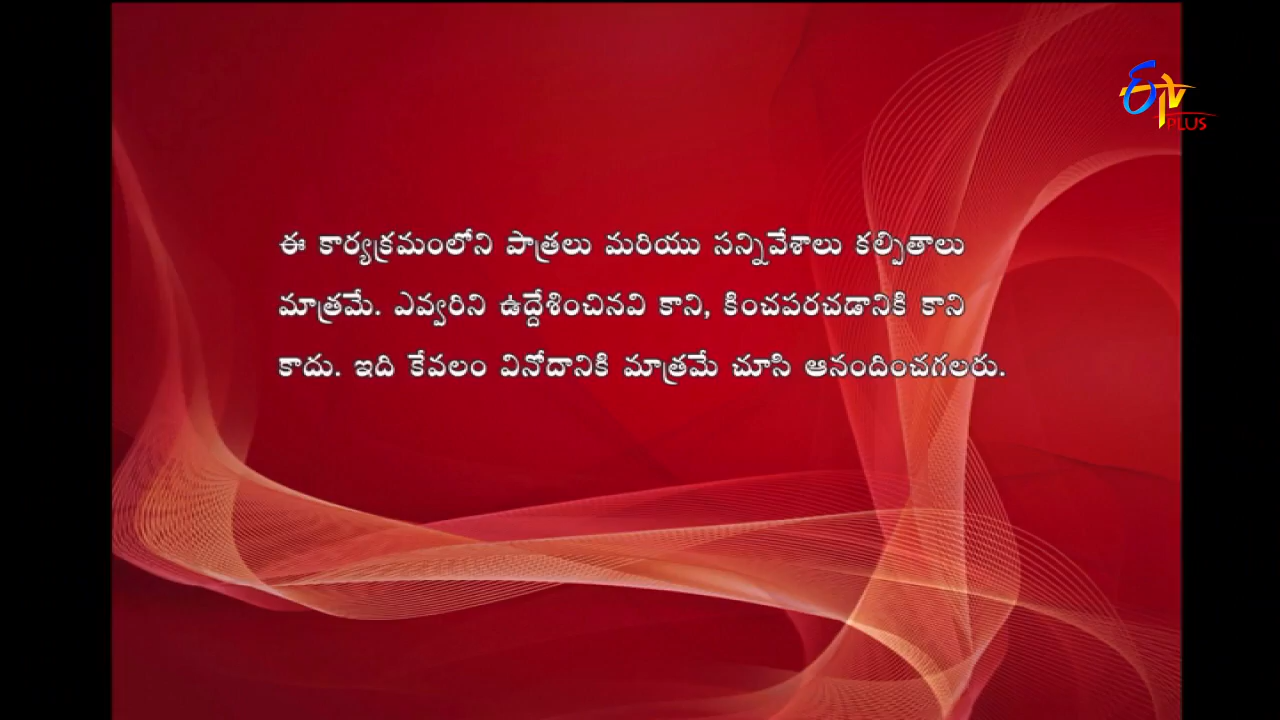 ETV
PLUS
ఈ కార్యక్రమంలోని పాత్రలు మరియు సన్నివేశాలు కల్పితాలు
మాత్రమే. ఎవ్వరిని ఉద్దేశించినవి కాని, కించపరచడానికి కాని
కాదు. ఇది కేవలం వినోదానికి మాత్రమే చూసి ఆనందించగలరు.